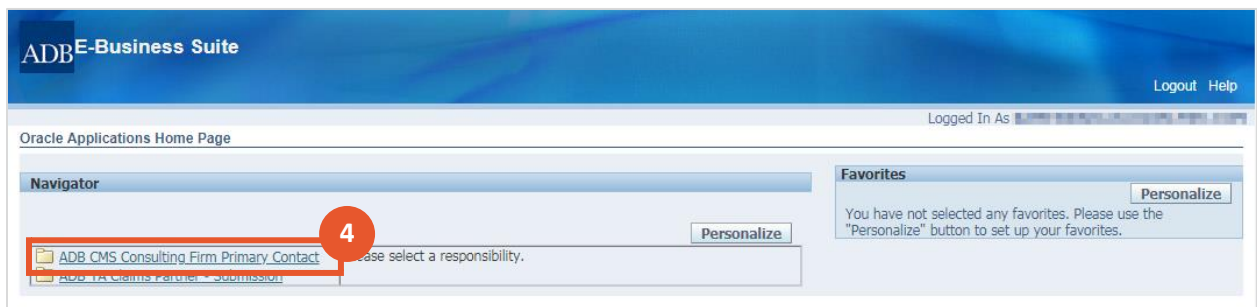 ADB E-Business Suite
Logout Help
Logged In As
Oracle Applications Home Page
Navigator
Personalize
4
ADB CMS Consulting Firm Primary Contact
ease select a responsibility.
ADB TA Claims Partner - Submission
Favorites
Personalize
You have not selected any favorites. Please use the
"Personalize" button to set up your favorites.